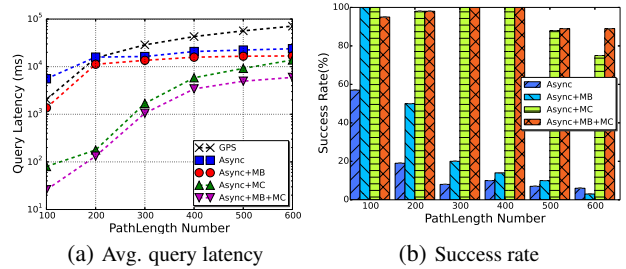 10^5
10^4
10^3
10^2
10^1
Query Latency (ms)
GPS
Async
Async+MB
Async+MC
Async+MB+MC
100 200 300 400 500 600
PathLength Number
(a) Avg. query latency
100
80
60
40
20
0
Success Rate(%)
Async
Async+MB
Async+MC
Async+MB+MC
100 200 300 400 500 600
PathLength Number
(b) Success rate